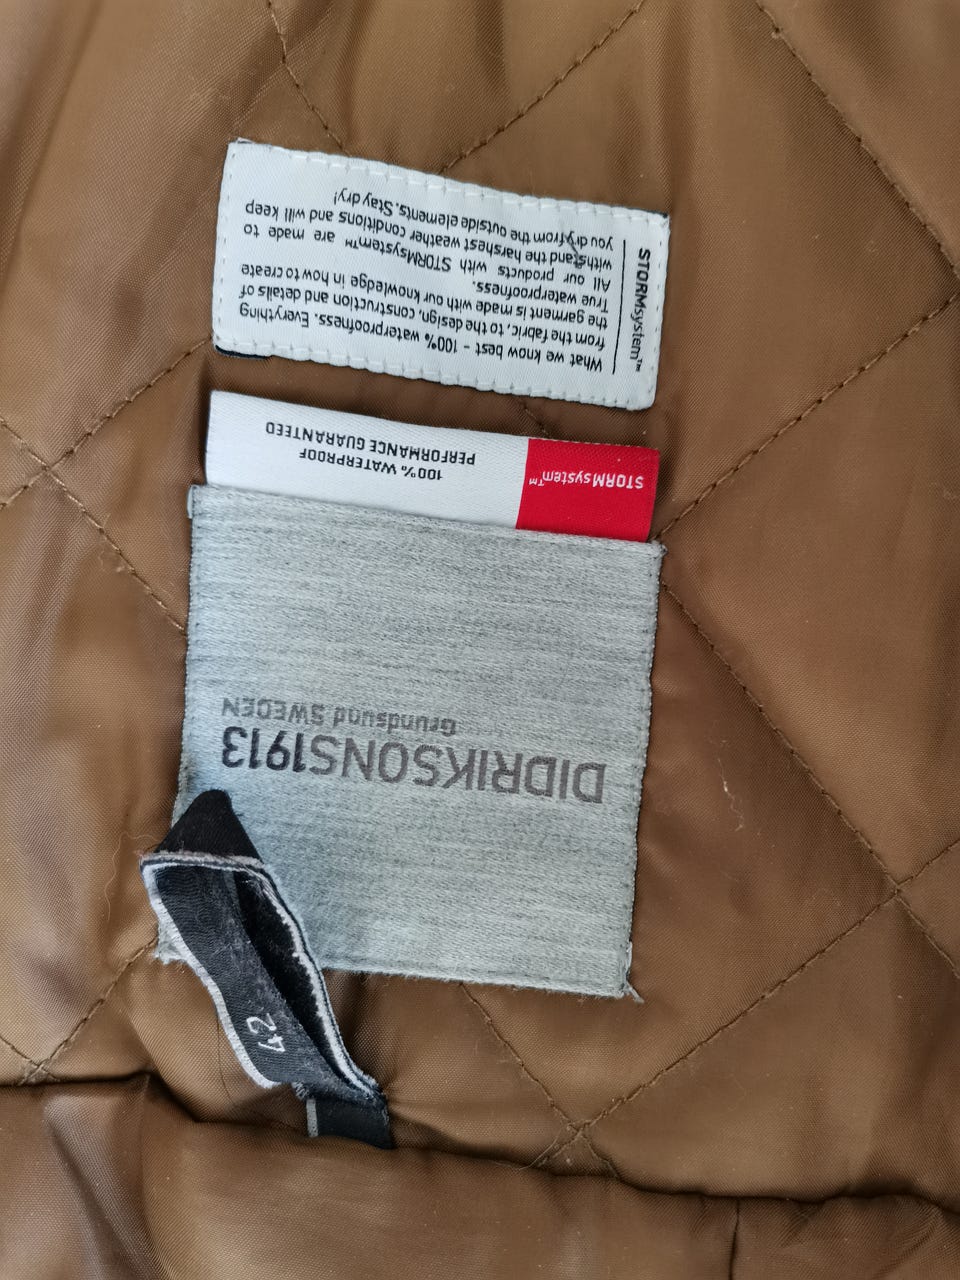 DIDRIKSONS1913
Grundsund SWEDEN
STORMsystem™
100% WATERPROOF
PERFORMANCE GUARANTEED
STORMsystem™
What we know best - 100% waterproofness. Everything
from the fabric, to the design, construction and details of
the garment is made with our knowledge in how to create
True waterproofness.
All our products with STORMsystem™ are made to
withstand the harshest weather conditions and will keep
you dry from the outside elements. Stay dry!
42